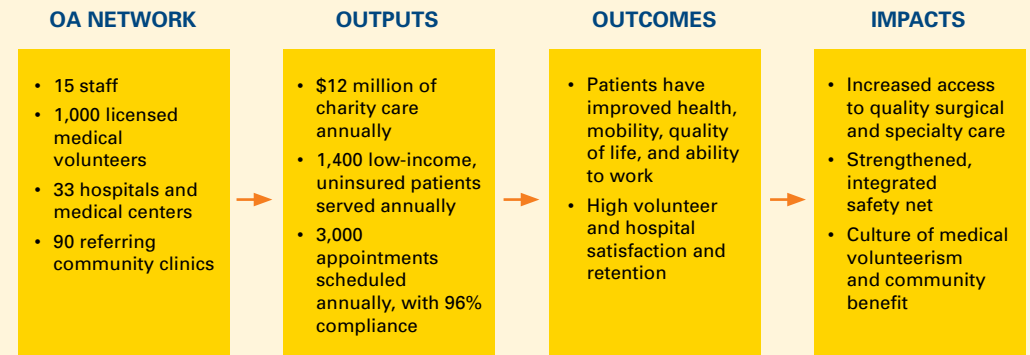 OA NETWORK
• 15 staff
• 1,000 licensed
medical
volunteers
• 33 hospitals and
medical centers
• 90 referring
community clinics
OUTPUTS
• $12 million of
charity care
annually
• 1,400 low-income,
uninsured patients
served annually
• 3,000
appointments
scheduled
annually, with 96%
compliance
OUTCOMES
• Patients have
improved health,
mobility, quality
of life, and ability
to work
• High volunteer
and hospital
satisfaction and
retention
IMPACTS
• Increased access
to quality surgical
and specialty care
• Strengthened,
integrated
safety net
• Culture of medical
volunteerism
and community
benefit